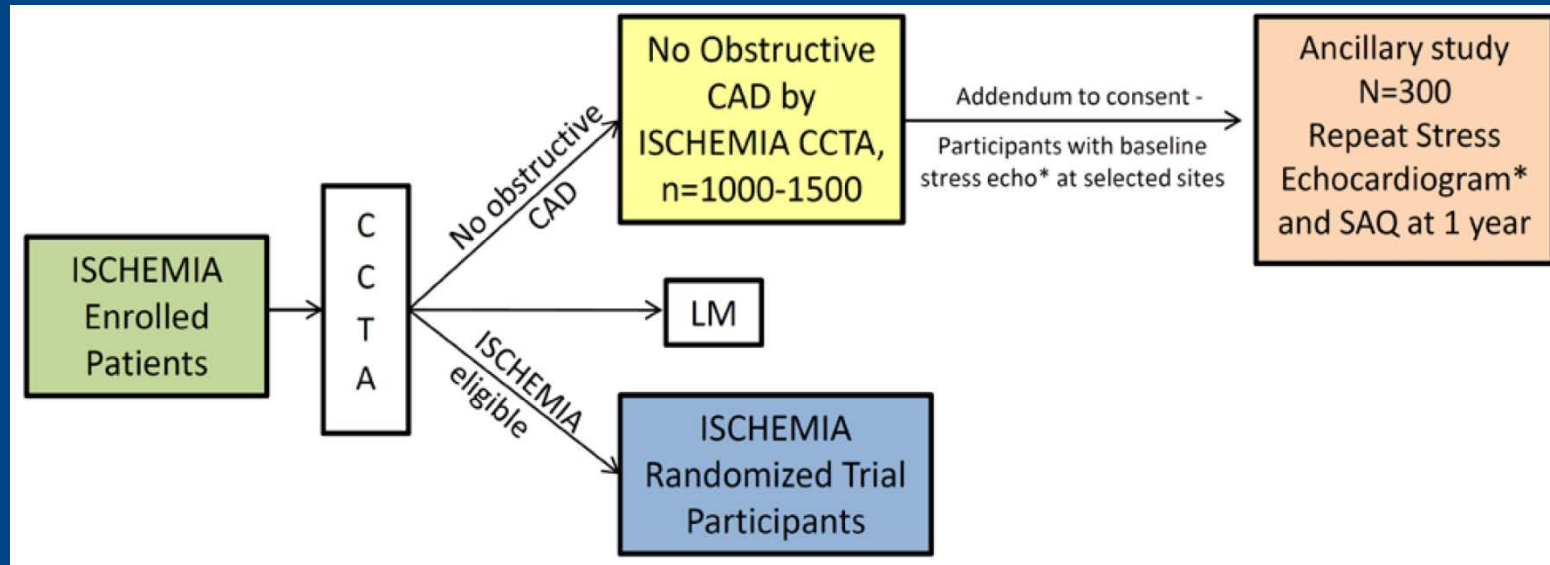 ISCHEMIA
Enrolled
Patients
C
C
T
A
No obstructive
CAD
ISCHEMIA
eligible
No Obstructive
CAD by
ISCHEMIA CCTA,
n=1000-1500
LM
ISCHEMIA
Randomized Trial
Participants
Addendum to consent -
Participants with baseline
stress echo* at selected sites
Ancillary study
N=300
Repeat Stress
Echocardiogram*
and SAQ at 1 year